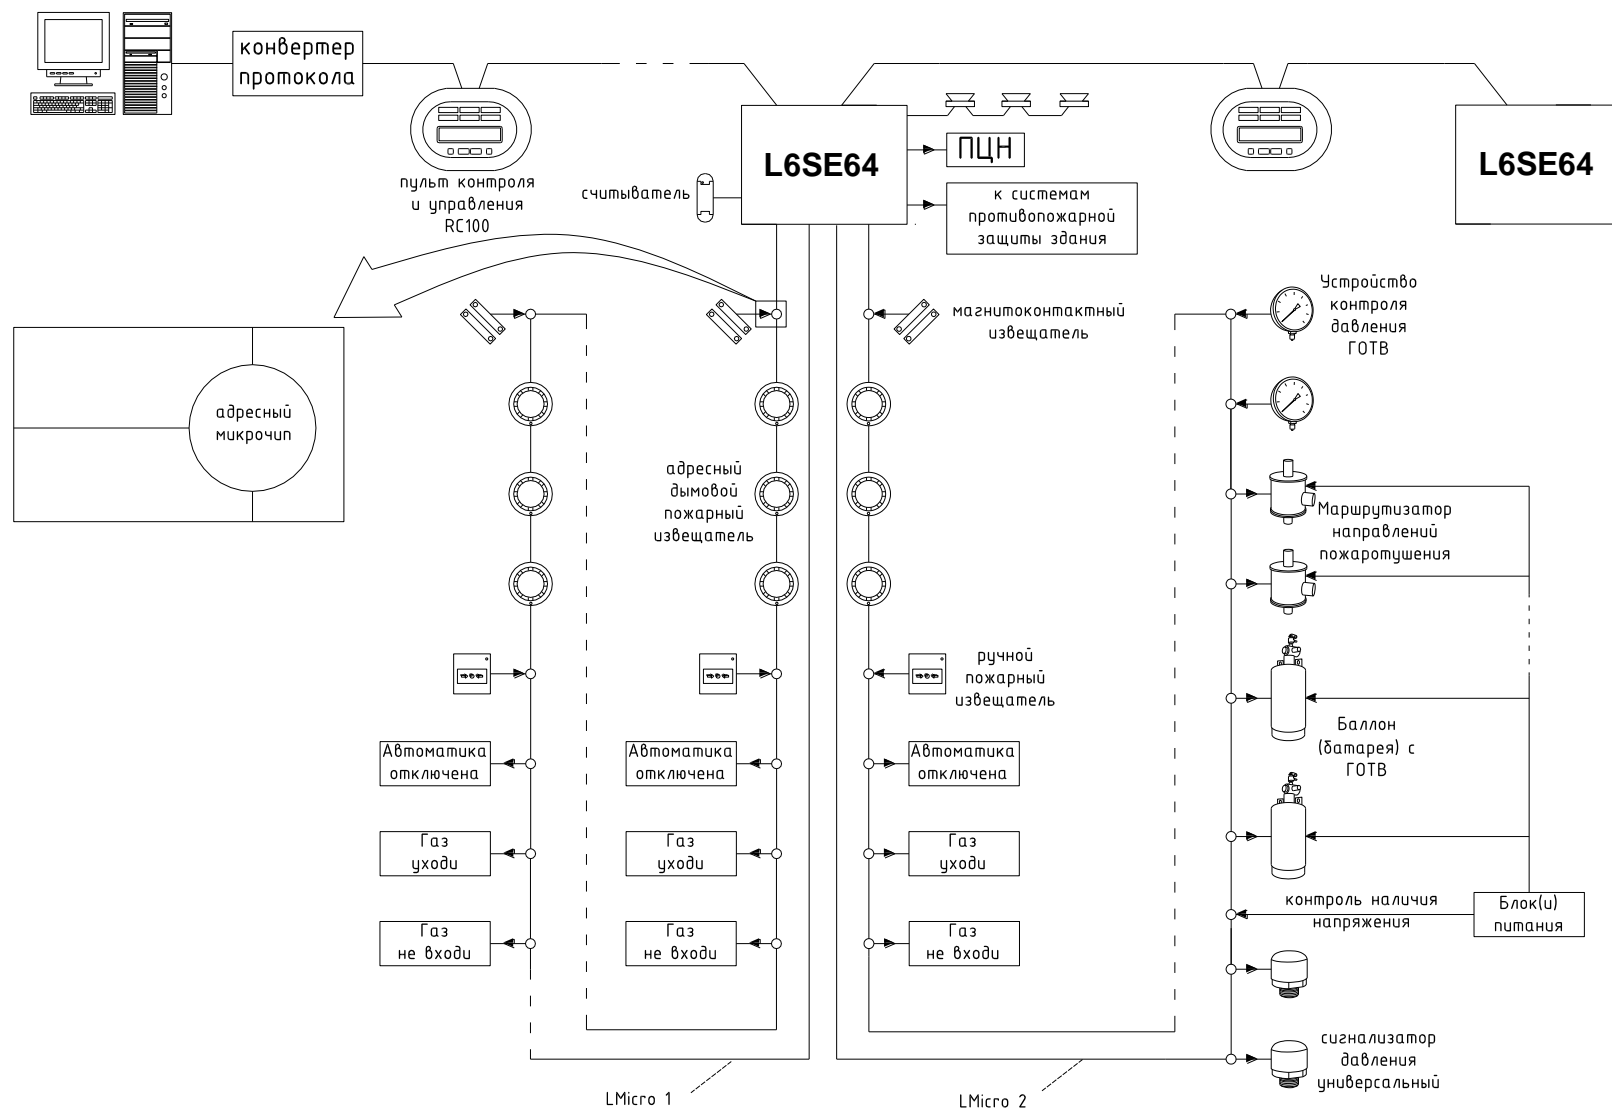 конвертер
протокола
пульт контроля
и управления
RC100
считыватель
L6SE64
ПЦН
к системам
противопожарной
защиты здания
L6SE64
магнитоконтактный
извещатель
Устройство
контроля
давления
ГОТВ
адресный
микрочип
адресный
дымовой
пожарный
извещатель
Маршрутизатор
направлений
пожаротушения
ручной
пожарный
извещатель
Баллон
(батарея) с
ГОТВ
Автоматика
отключена
Автоматика
отключена
Автоматика
отключена
Газ
уходи
Газ
уходи
Газ
уходи
контроль наличия
напряжения
Блок(и)
питания
Газ
не входи
Газ
не входи
Газ
не входи
сигнализатор
давления
универсальный
LMicro 1
LMicro 2